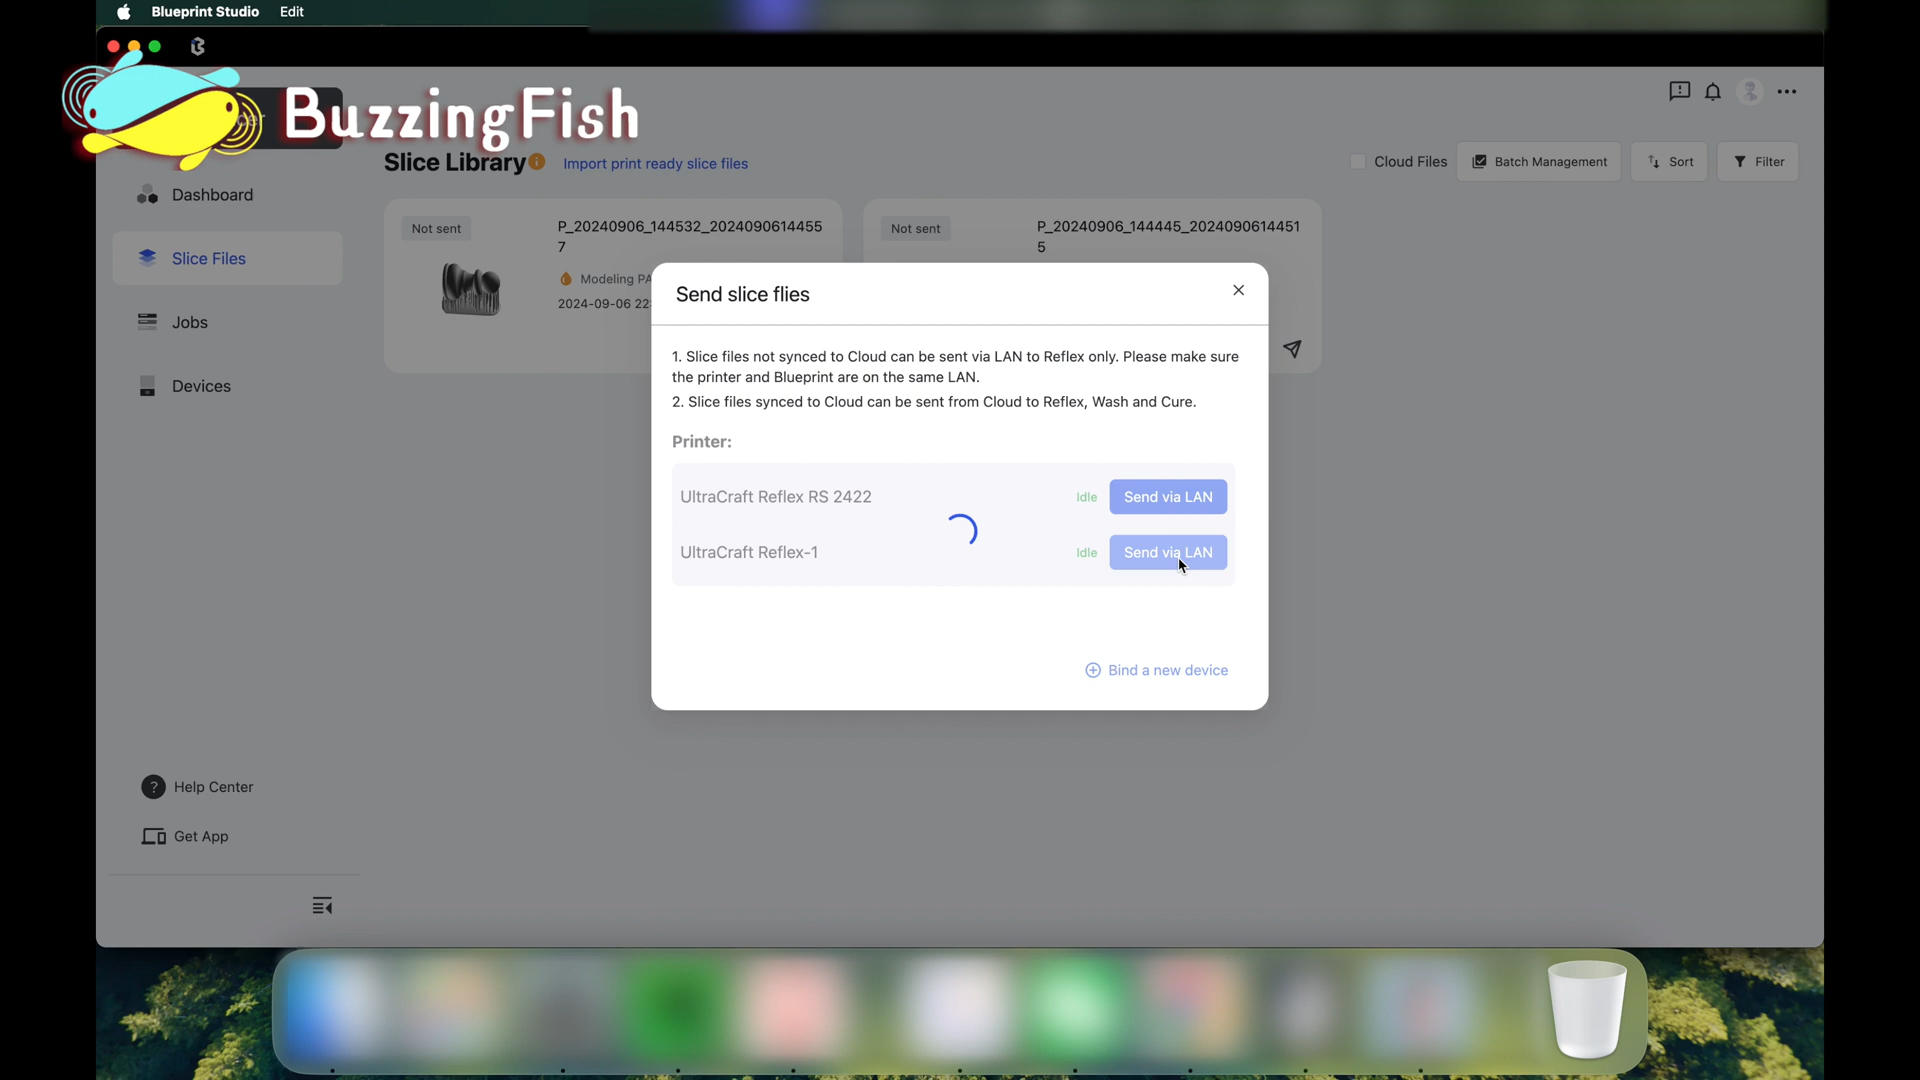 Blueprint Studio Edit
BuzzingFish
Slice Library
Import print ready slice files
Cloud Files
Batch Management
Sort
Filter
Dashboard
Slice Files
Jobs
Devices
Not sent
P_20240906_144532_2024090614455
7
Modeling PA
2024-09-06 22:
Not sent
P_20240906_144445_2024090614451
5
Send slice flies
1. Slice files not synced to Cloud can be sent via LAN to Reflex only. Please make sure
the printer and Blueprint are on the same LAN.
2. Slice files synced to Cloud can be sent from Cloud to Reflex, Wash and Cure.
Printer:
UltraCraft Reflex RS 2422 Idle Send via LAN
UltraCraft Reflex-1 Idle Send via LAN
Bind a new device
Help Center
Get App